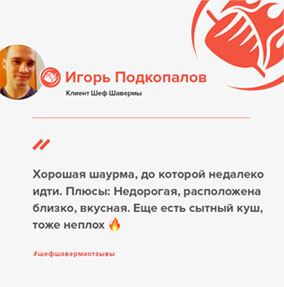 Игорь Подкопалов
Клиент Шеф Шавермы
Хорошая шаурма, до которой недалеко
идти. Плюсы: Недорогая, расположена
близко, вкусная. Еще есть сытный куш,
тоже неплох 🔥
#шефшавермаотзывы